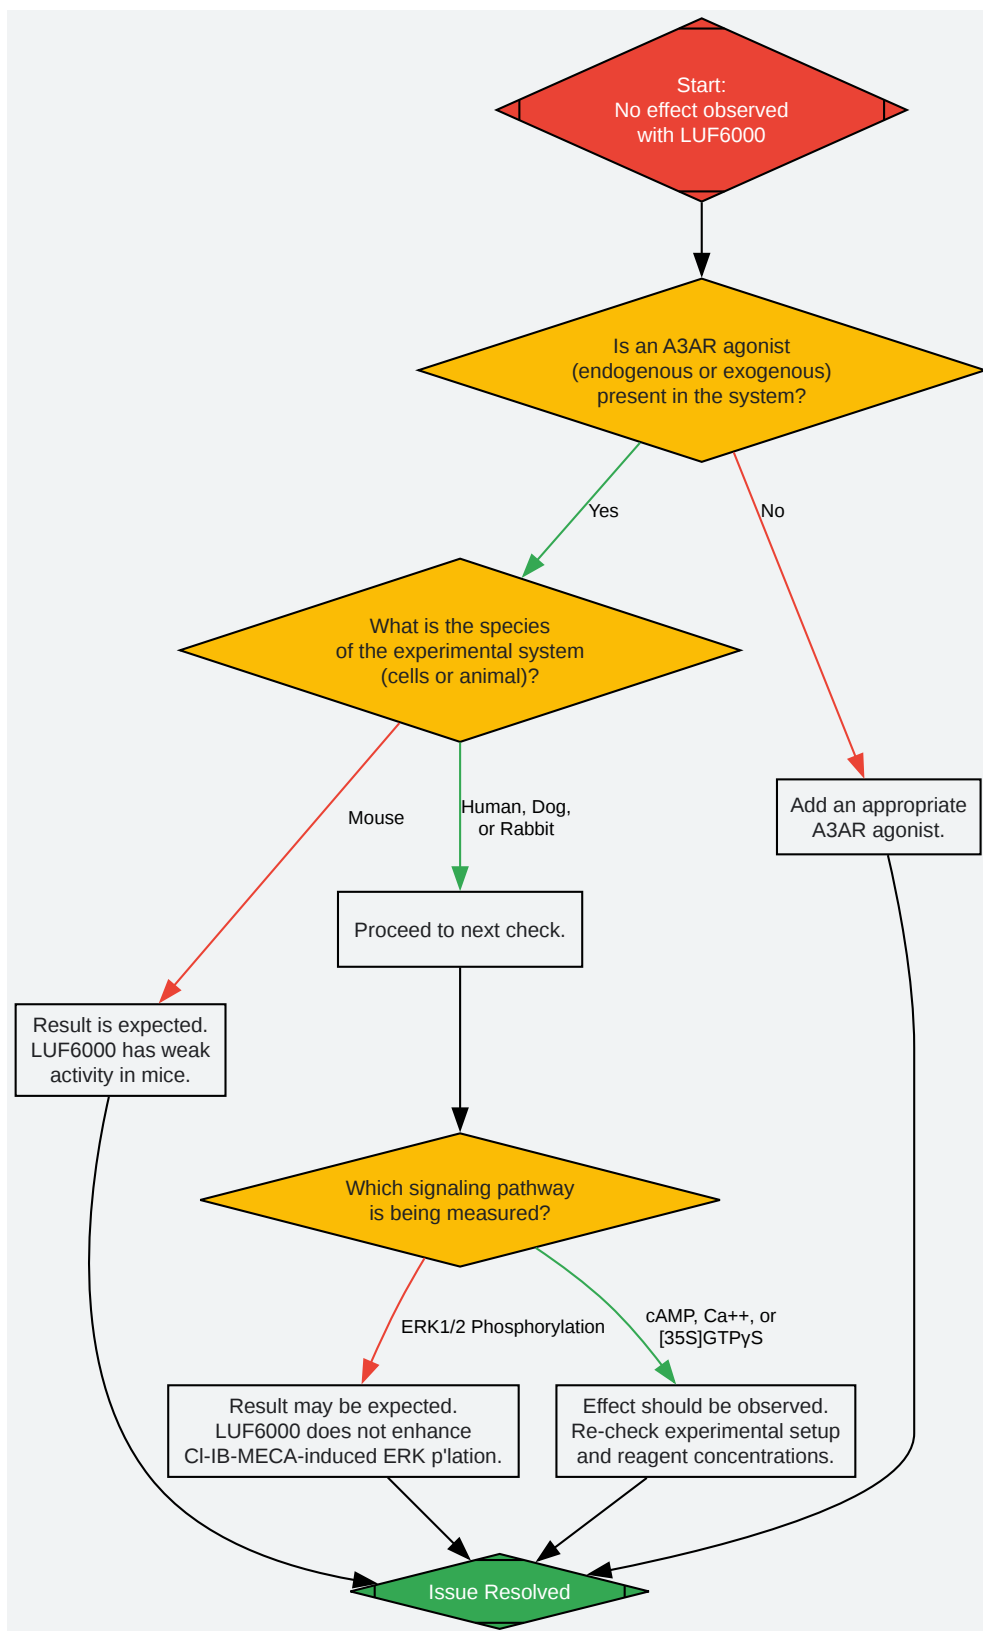 Start:
No effect observed
with LUF6000
Is an A3AR agonist
(endogenous or exogenous)
present in the system?
Yes
No
What is the species
of the experimental system
(cells or animal)?
Mouse
Human, Dog,
or Rabbit
Add an appropriate
A3AR agonist.
Proceed to next check.
Result is expected.
LUF6000 has weak
activity in mice.
Which signaling pathway
is being measured?
ERK1/2 Phosphorylation
cAMP, Ca++, or
[35S]GTPγS
Result may be expected.
LUF6000 does not enhance
Cl-IB-MECA-induced ERK p'lation.
Effect should be observed.
Re-check experimental setup
and reagent concentrations.
Issue Resolved